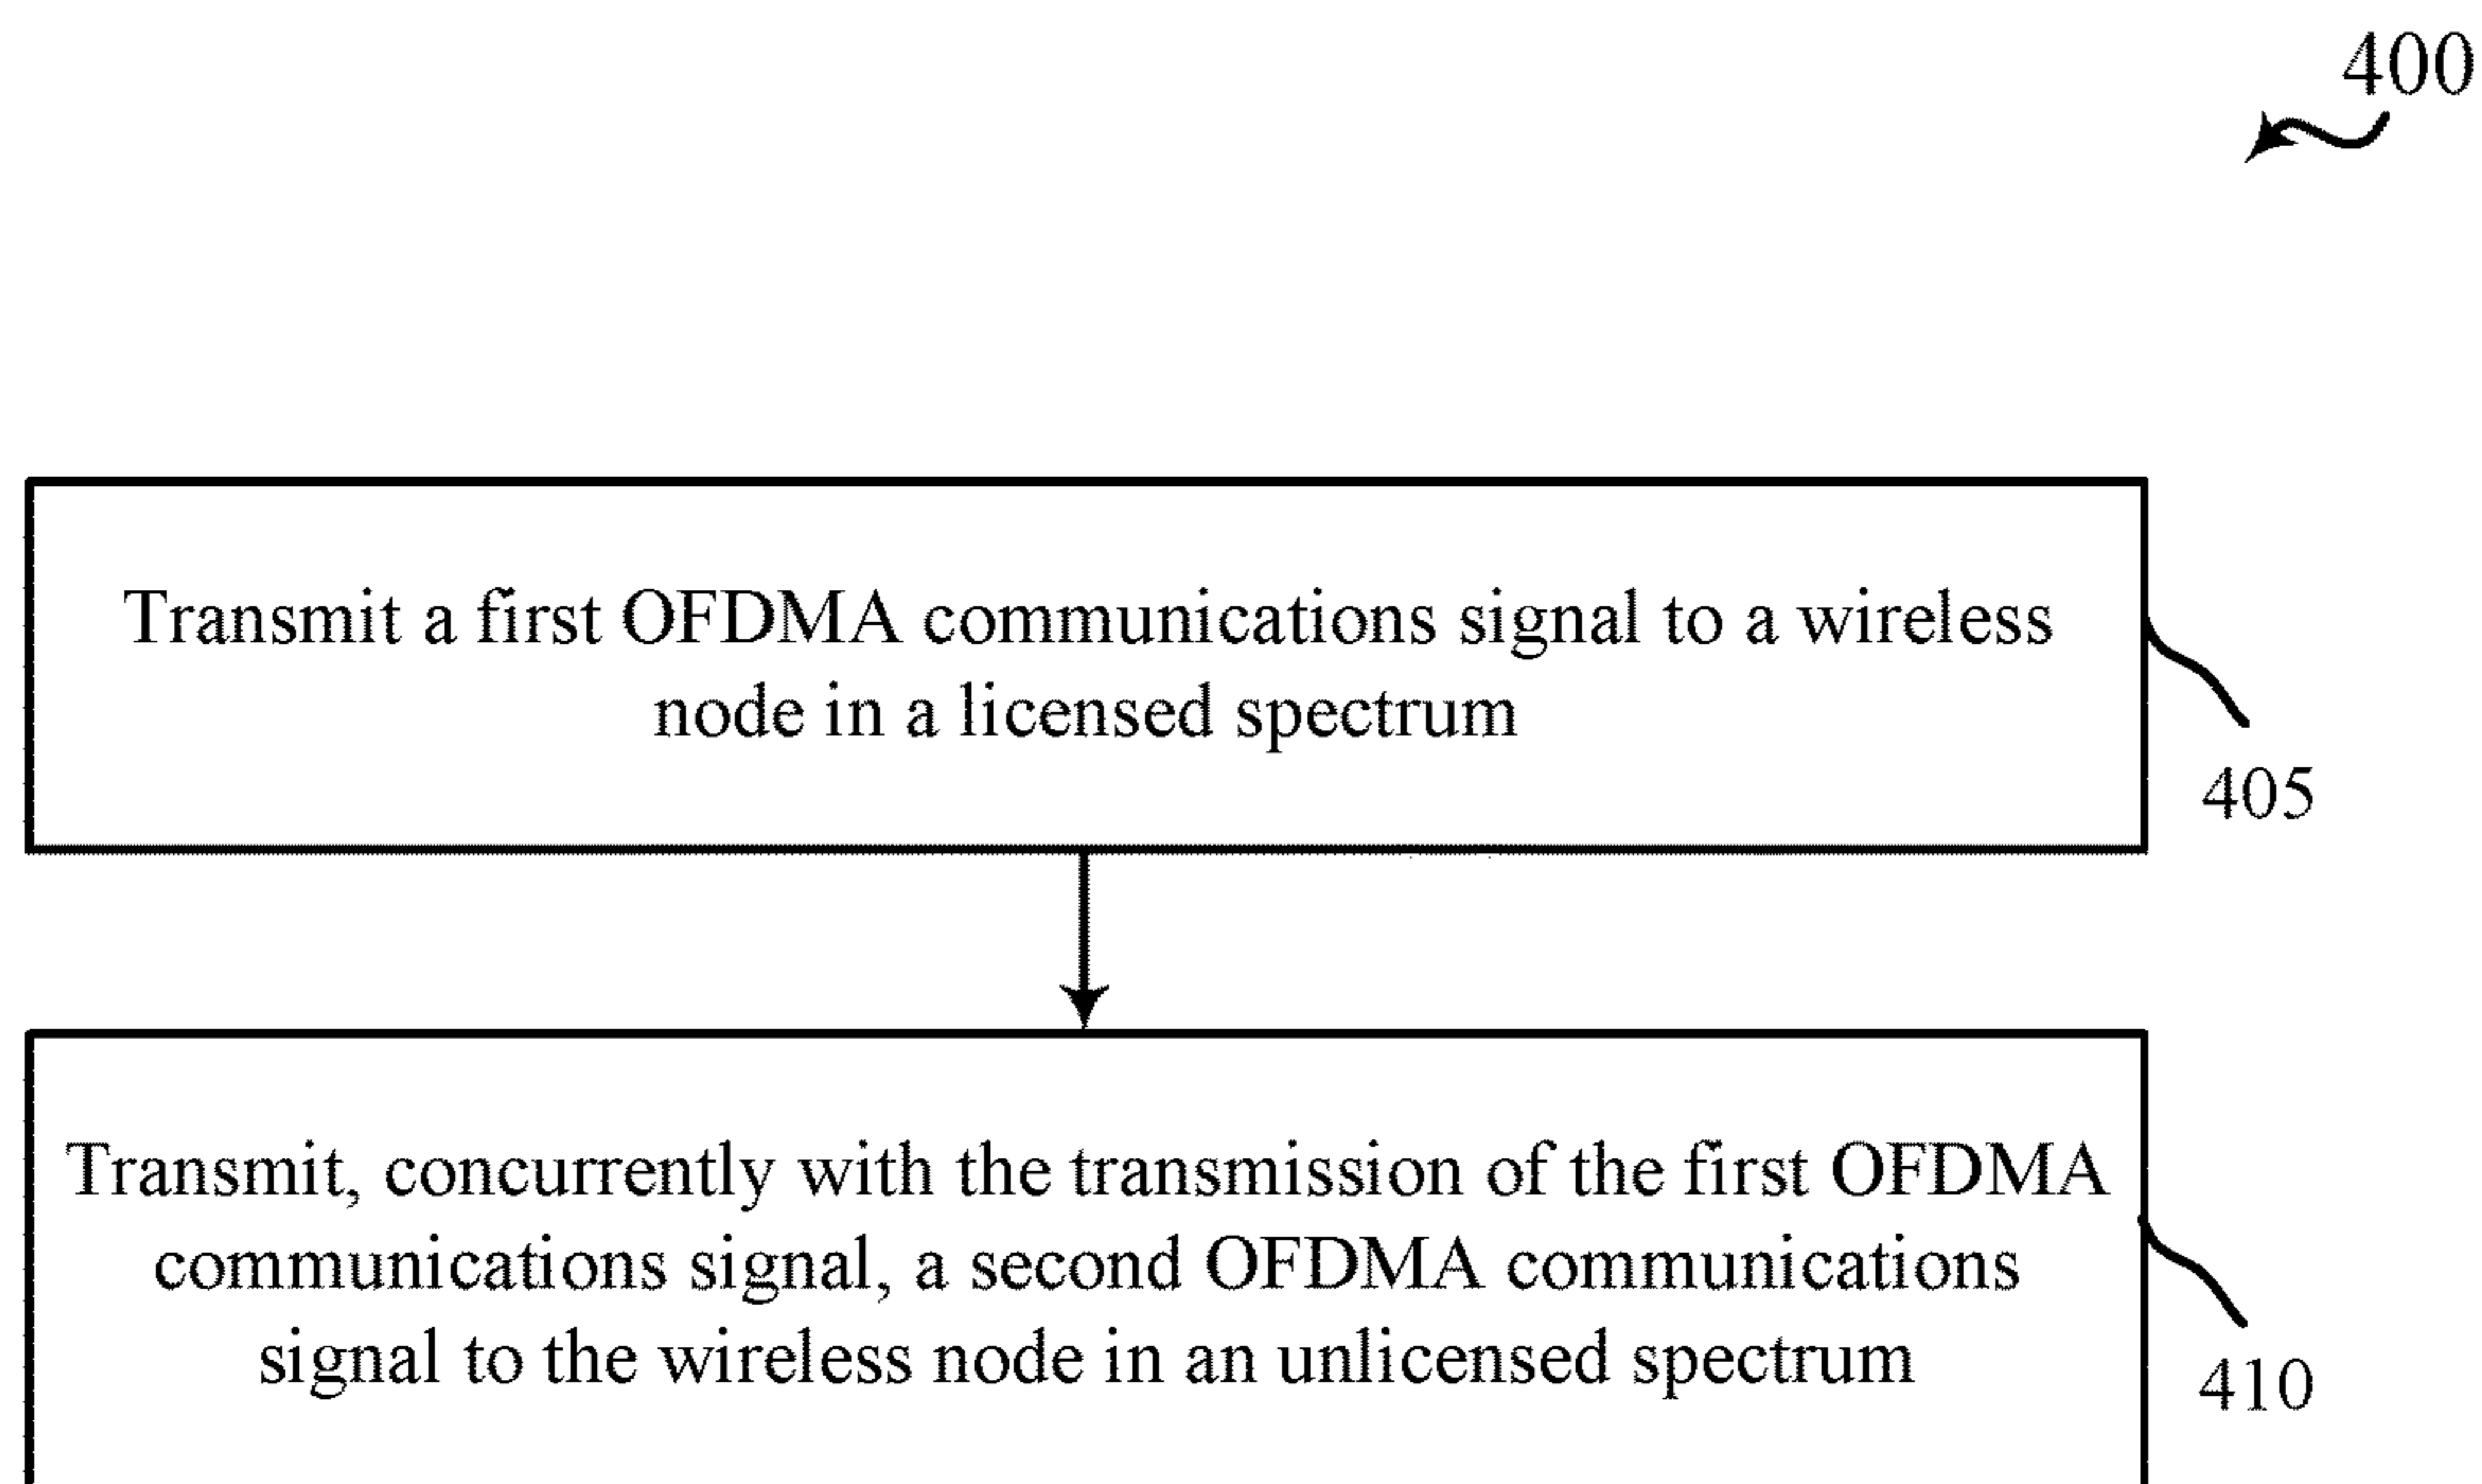 400
Transmit a first OFDMA communications signal to a wireless
node in a licensed spectrum
405
Transmit, concurrently with the transmission of the first OFDMA
communications signal, a second OFDMA communications
signal to the wireless node in an unlicensed spectrum
410